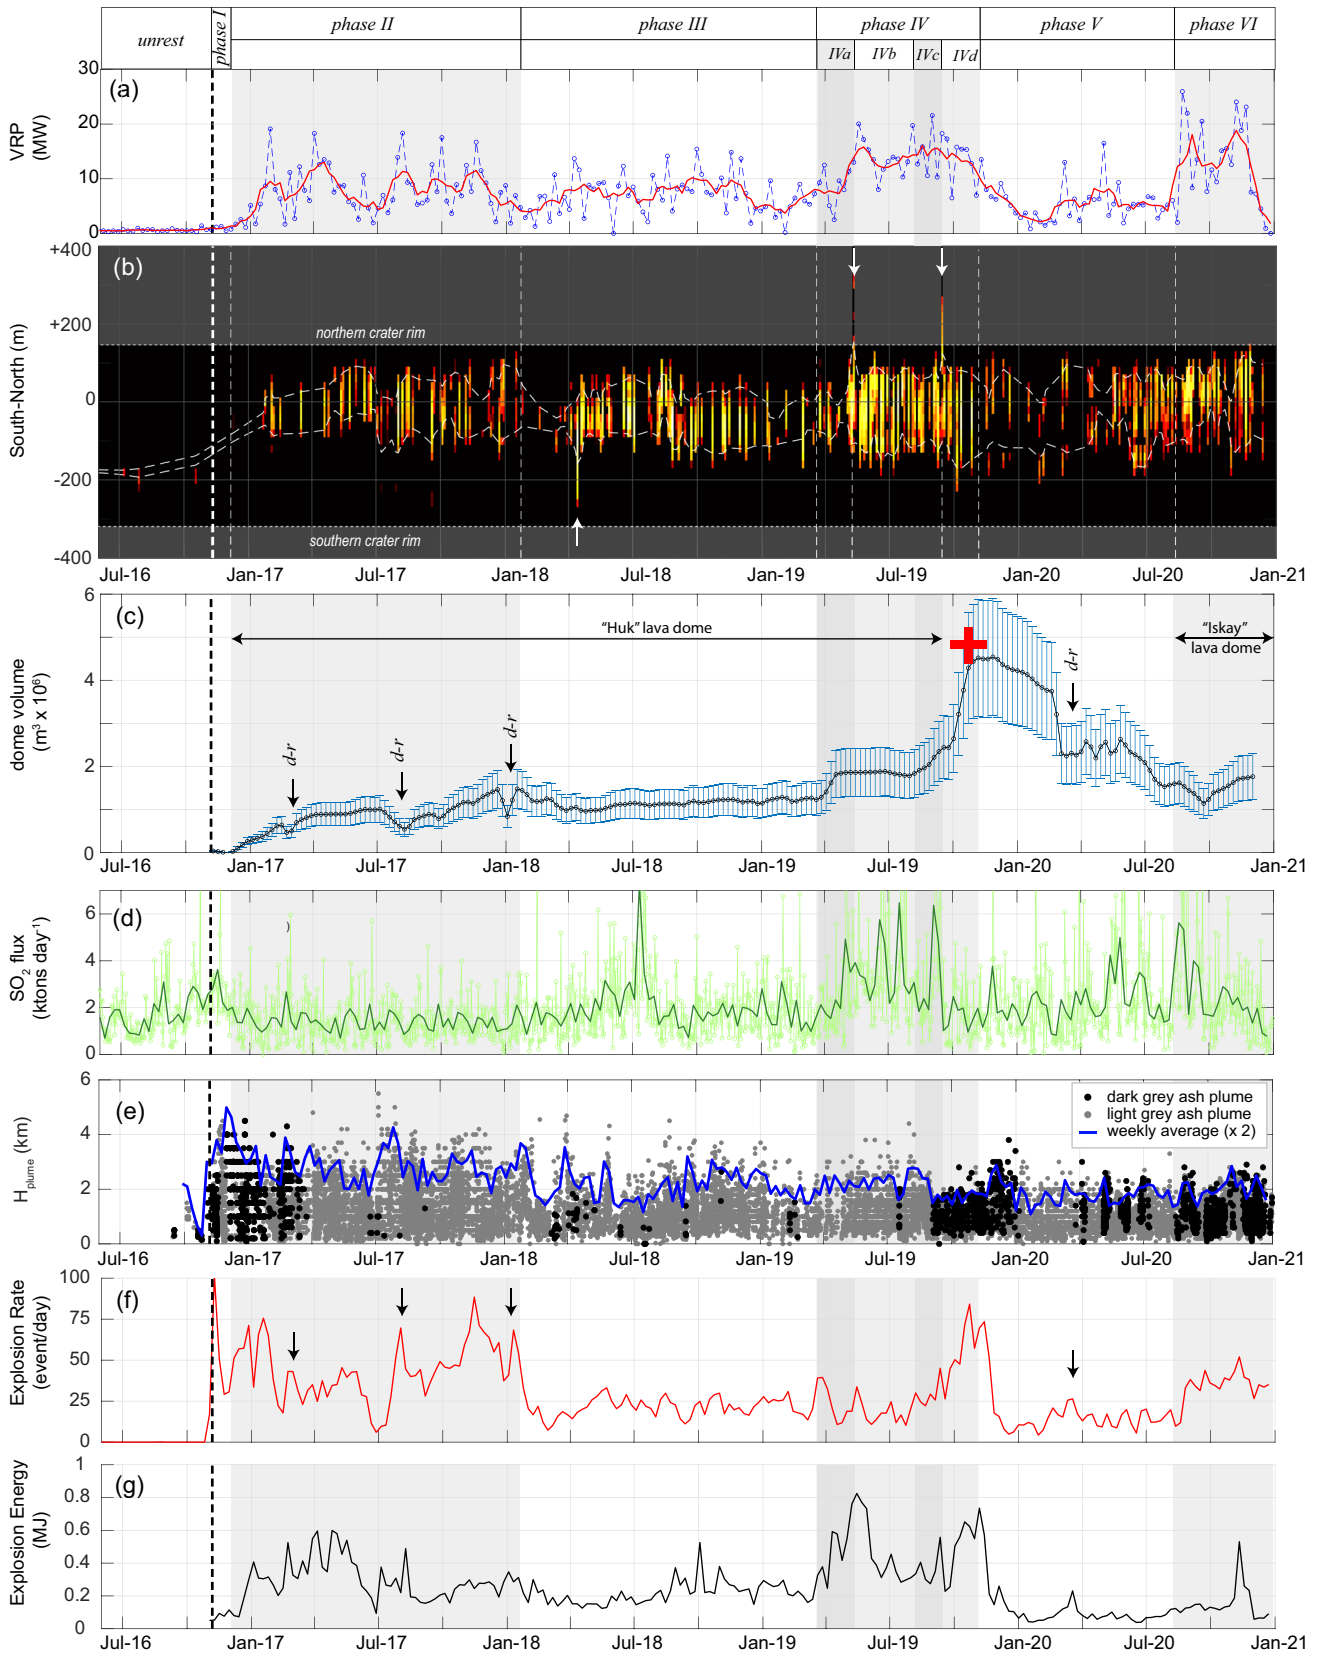 unrest
phase I
phase II
phase III
phase IV
phase V
phase VI
IVa
IVb
IVc
IVd
(a)
VRP
(MW)
30
20
10
0
(b)
South-North (m)
+400
+200
0
-200
-400
northern crater rim
southern crater rim
Jul-16 Jan-17 Jul-17 Jan-18 Jul-18 Jan-19 Jul-19 Jan-20 Jul-20 Jan-21
(c)
dome volume
(m³ x 10⁶)
6
4
2
0
"Huk" lava dome
"Iskay"
lava dome
d-r
d-r
d-r
d-r
Jul-16 Jan-17 Jul-17 Jan-18 Jul-18 Jan-19 Jul-19 Jan-20 Jul-20 Jan-21
(d)
SO₂ flux
(ktons day⁻¹)
6
4
2
0
(e)
Hplume (km)
6
4
2
0
dark grey ash plume
light grey ash plume
weekly average (x 2)
Jul-16 Jan-17 Jul-17 Jan-18 Jul-18 Jan-19 Jul-19 Jan-20 Jul-20 Jan-21
(f)
Explosion Rate
(event/day)
100
75
50
25
0
(g)
Explosion Energy
(MJ)
1
0.8
0.6
0.4
0.2
0
Jul-16 Jan-17 Jul-17 Jan-18 Jul-18 Jan-19 Jul-19 Jan-20 Jul-20 Jan-21